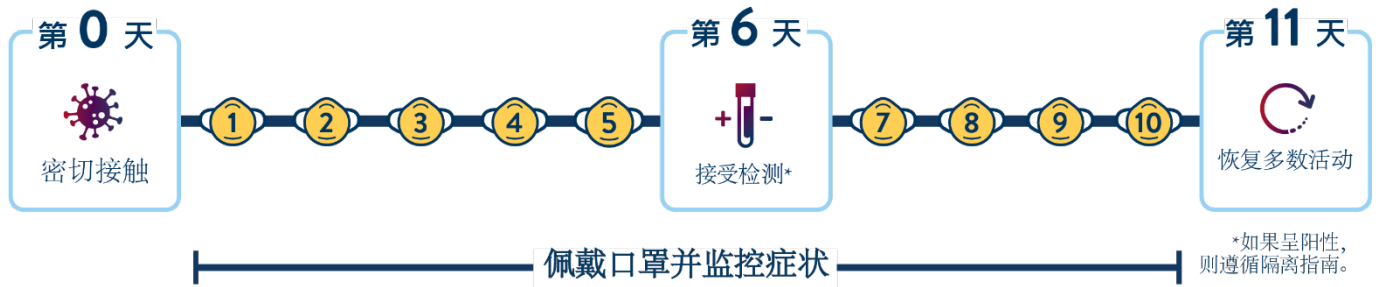 第 0 天
密切接触
1
2
3
4
5
第 6 天
+ -
接受检测*
7
8
9
10
第 11 天
恢复多数活动
佩戴口罩并监控症状
*如果呈阳性，
则遵循隔离指南。